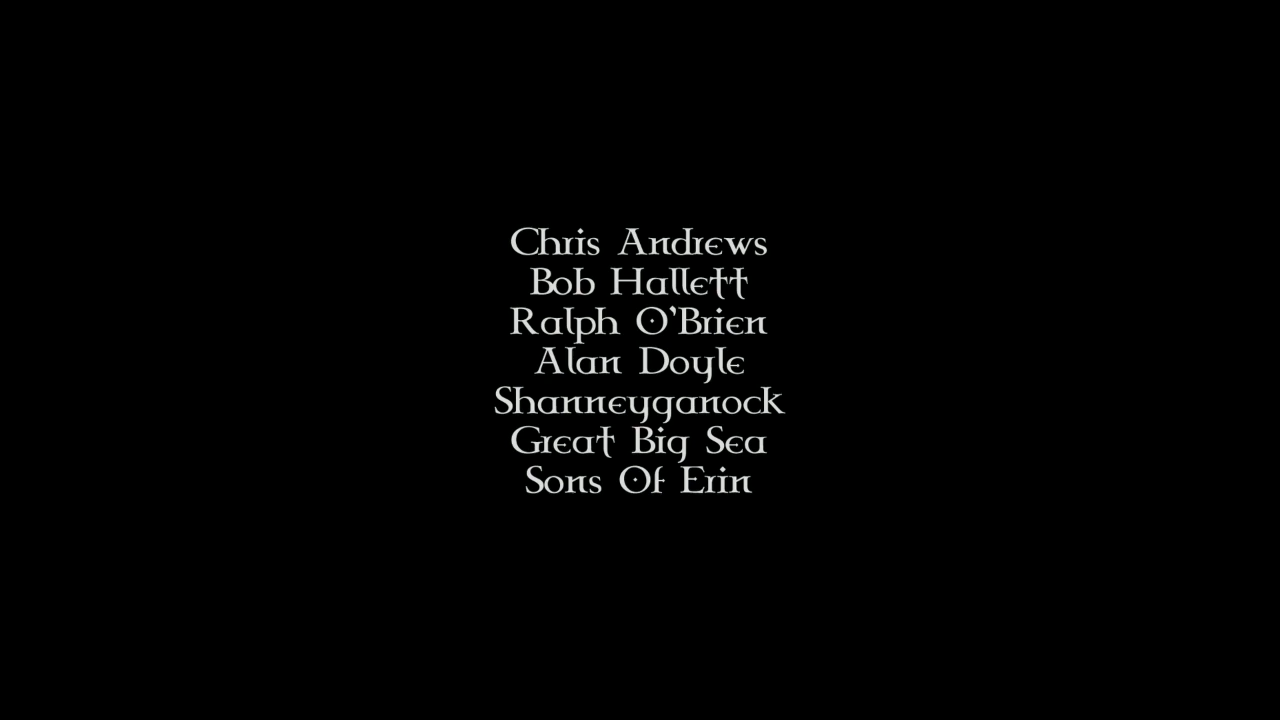 Chris Andrews
Bob Hallett
Ralph O'Brien
Alan Doyle
Shanneyganock
Great Big Sea
Sons Of Erin